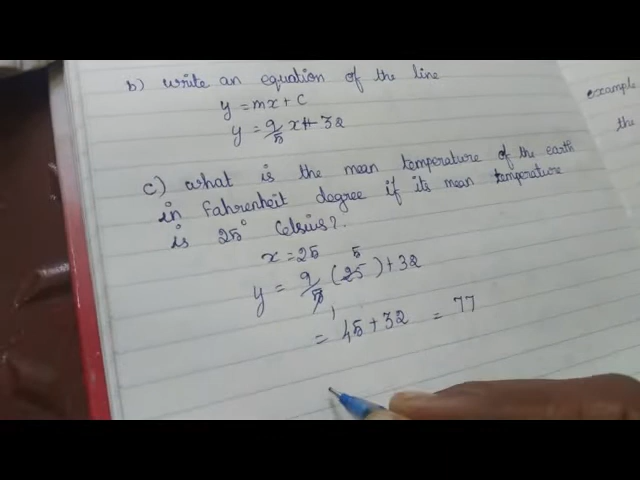 b) write an equation of the line
y = mx + c
example
y = 9/5 x + 32
the
c) what is the mean temperature of the earth
in Fahrenheit degree if its mean temperature
is 25° Celsius?.
x = 25
y = 9/5 (25) + 32
5
1
= 45 + 32 = 77